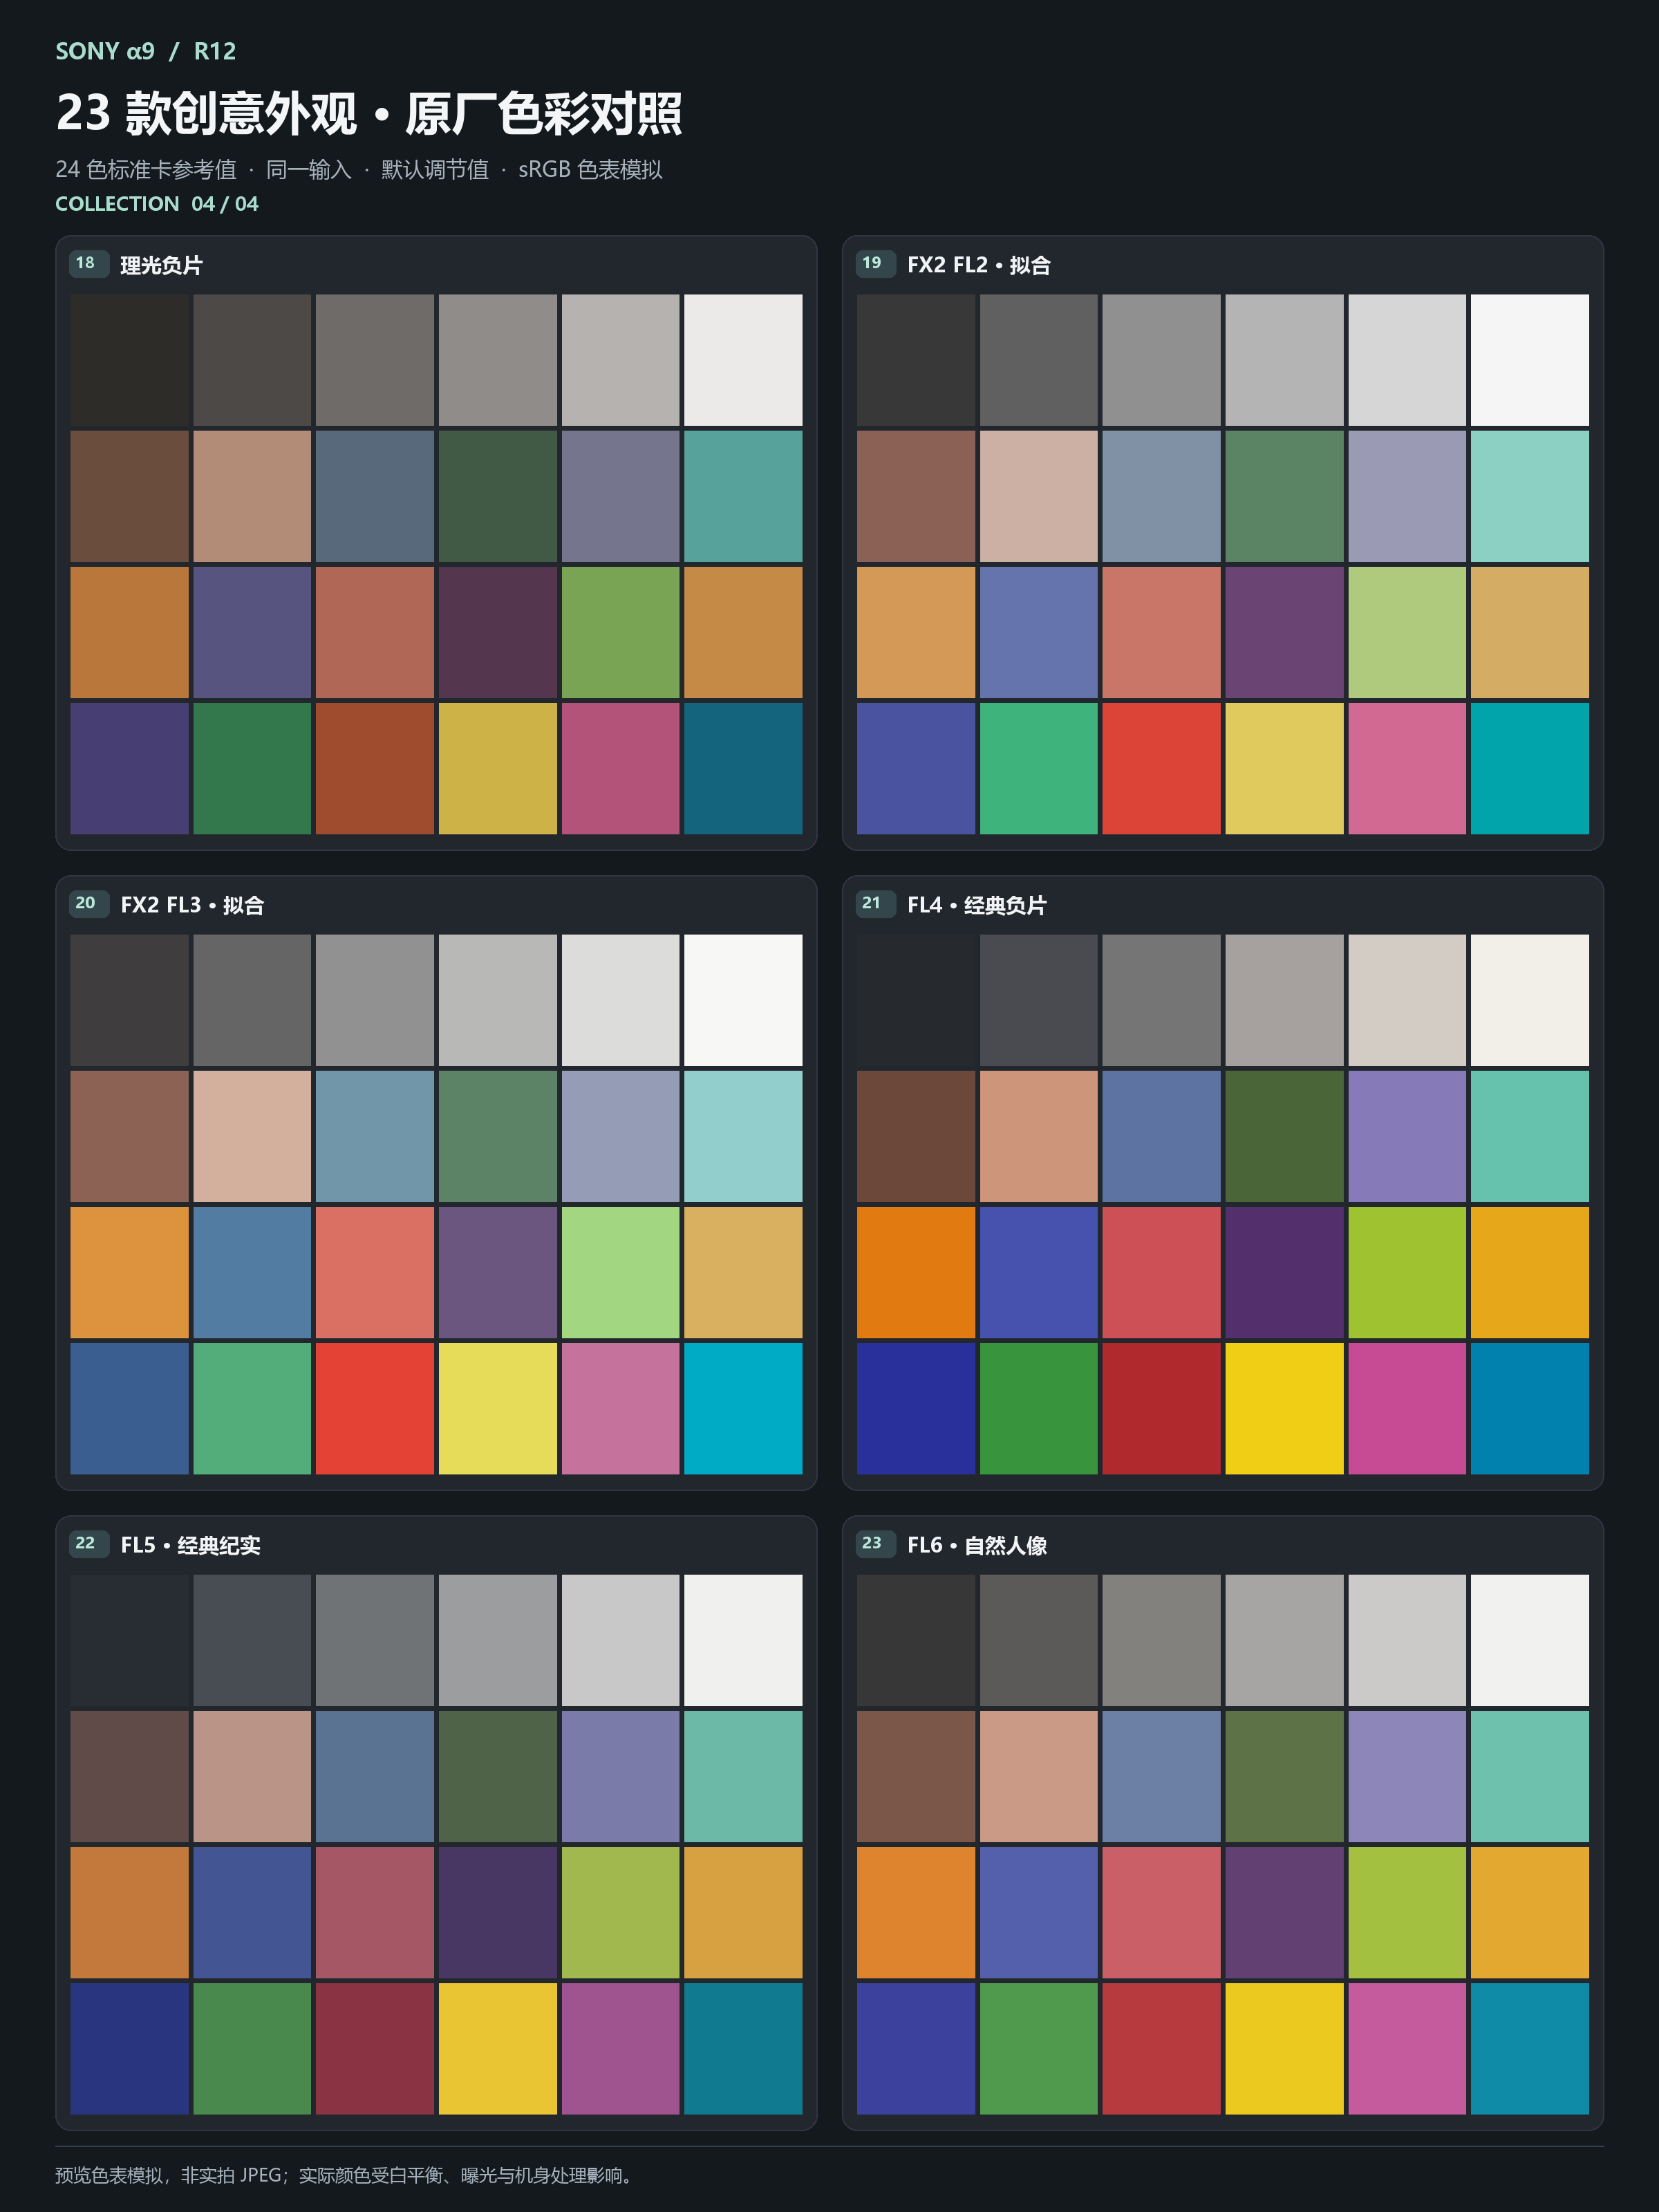 SONY α9 / R12
23 款创意外观 • 原厂色彩对照
24 色标准卡参考值 · 同一输入 · 默认调节值 · sRGB 色表模拟
COLLECTION 04 / 04
18 理光负片
19 FX2 FL2 • 拟合
20 FX2 FL3 • 拟合
21 FL4 • 经典负片
22 FL5 • 经典纪实
23 FL6 • 自然人像
预览色表模拟，非实拍 JPEG；实际颜色受白平衡、曝光与机身处理影响。